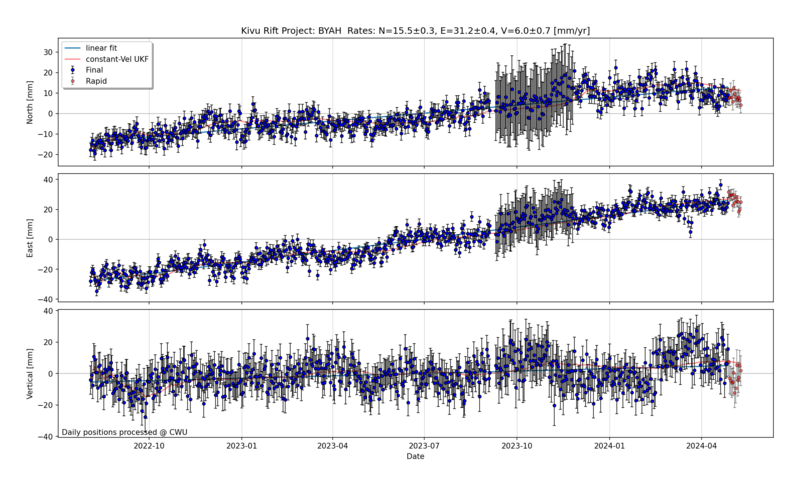 Kivu Rift Project: BYAH Rates: N=15.5±0.3, E=31.2±0.4, V=6.0±0.7 [mm/yr]
linear fit
constant-Vel UKF
Final
Rapid
North [mm]
30
20
10
0
−10
−20
East [mm]
40
20
0
−20
−40
Vertical [mm]
40
20
0
−20
−40
Daily positions processed @ CWU
2022-10
2023-01
2023-04
2023-07
2023-10
2024-01
2024-04
Date